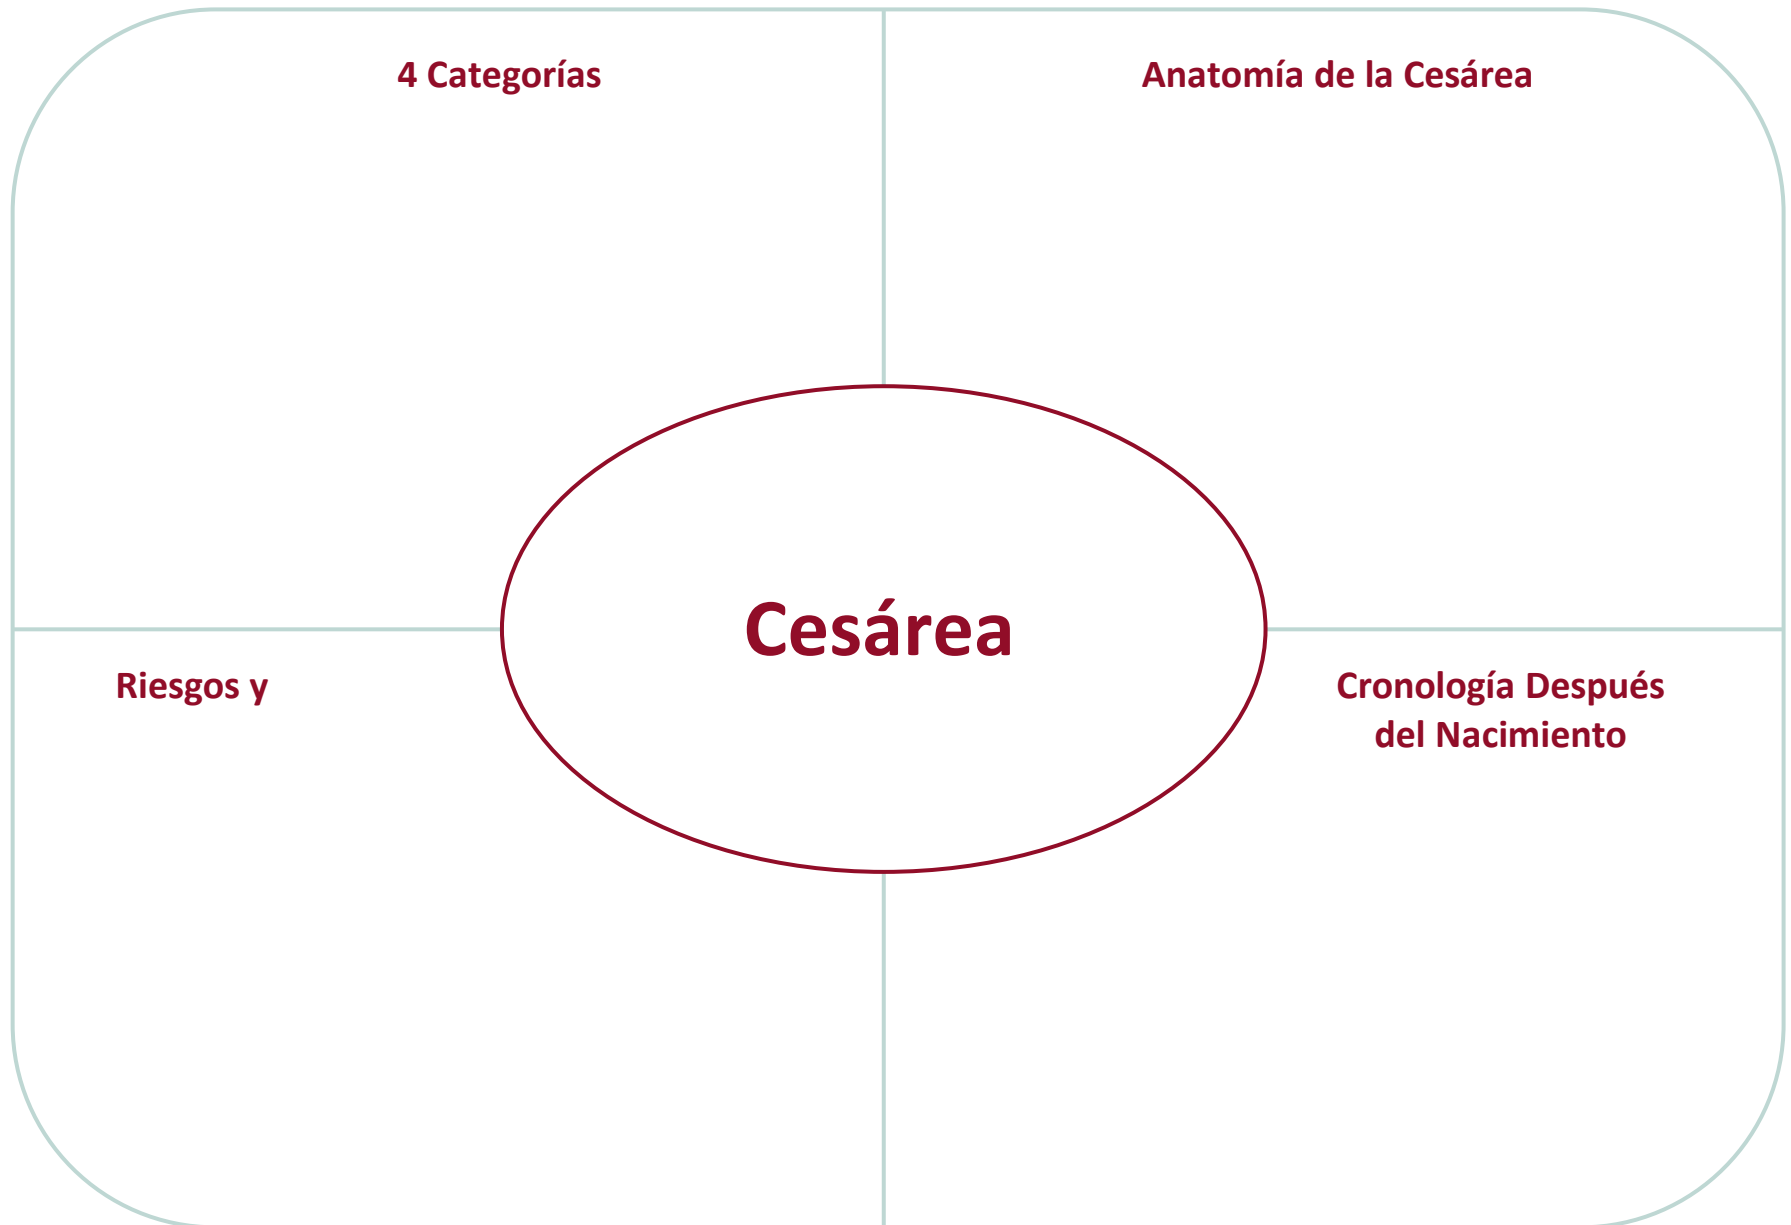 4 Categorías
Anatomía de la Cesárea
Cesárea
Riesgos y
Cronología Después
del Nacimiento